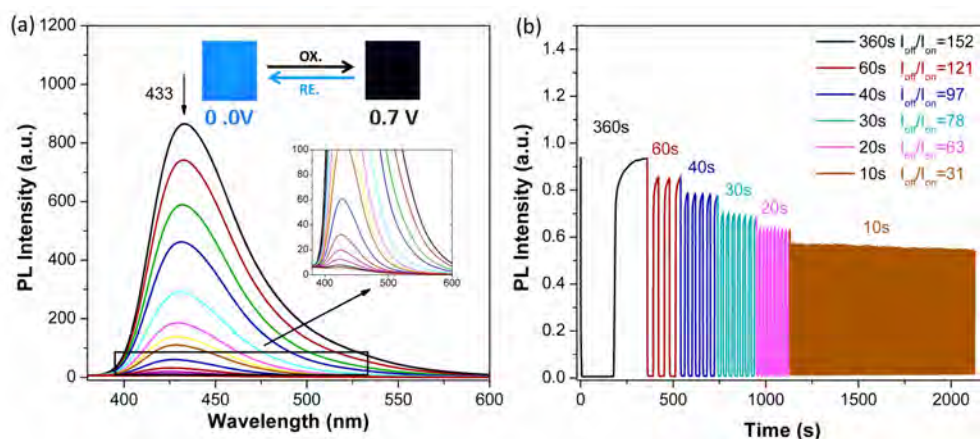 (a)
1200
1000
800
600
400
200
0
PL Intensity (a.u.)
400
450
500
550
600
Wavelength (nm)
433
OX.
RE.
0 .0V
0.7 V
100
80
60
40
20
0
400
500
600
(b)
1.4
1.2
1.0
0.8
0.6
0.4
0.2
0.0
PL Intensity (a.u.)
0
500
1000
1500
2000
Time (s)
360s
60s
40s
30s
20s
10s
360s Ioff/Ion=152
60s Ioff/Ion=121
40s Ioff/Ion=97
30s Ioff/Ion=78
20s Ioff/Ion=63
10s Ioff/Ion=31